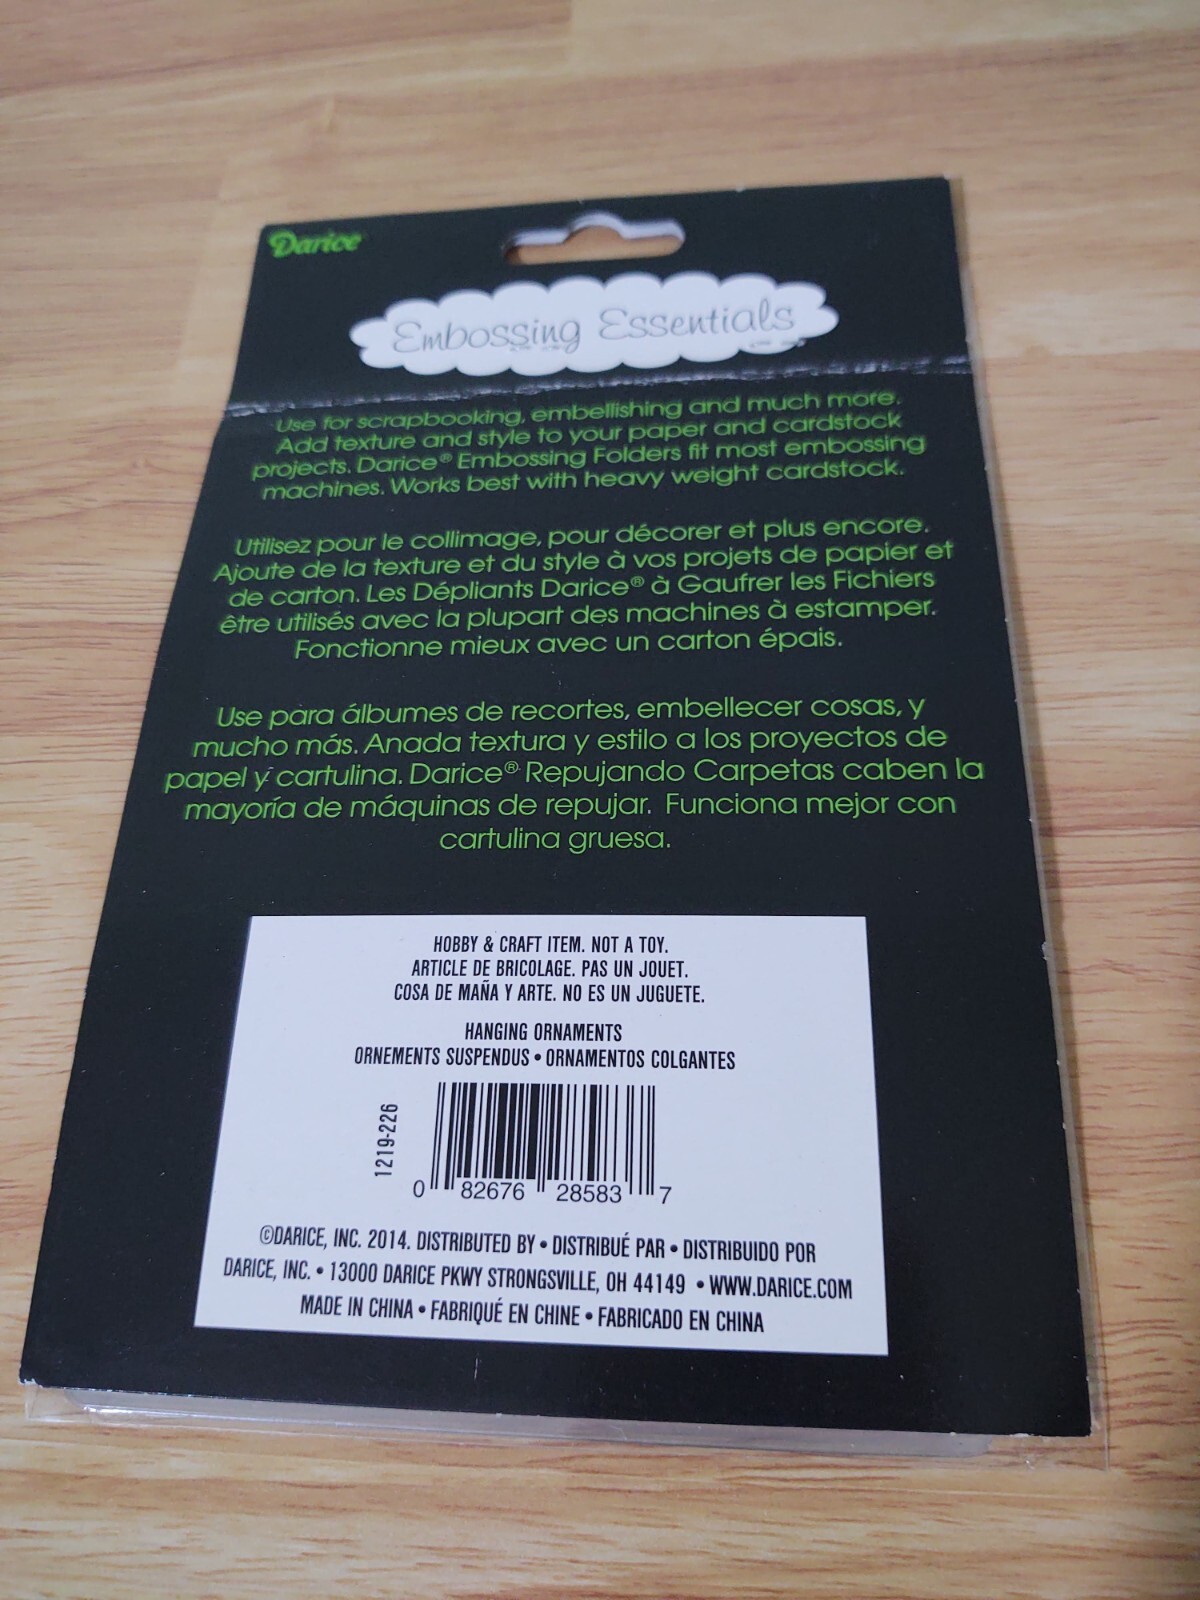 Darice
Embossing Essentials
Use for scrapbooking, embellishing and much more.
Add texture and style to your paper and cardstock
projects. Darice® Embossing Folders fit most embossing
machines. Works best with heavy weight cardstock.
Utilisez pour le collimage, pour décorer et plus encore.
Ajoute de la texture et du style à vos projets de papier et
de carton. Les Dépliants Darice® à Gaufrer les Fichiers
être utilisés avec la plupart des machines à estamper.
Fonctionne mieux avec un carton épais.
Use para álbumes de recortes, embellecer cosas, y
mucho más. Anada textura y estilo a los proyectos de
papel y cartulina. Darice® Repujando Carpetas caben la
mayoría de máquinas de repujar. Funciona mejor con
cartulina gruesa.
HOBBY & CRAFT ITEM. NOT A TOY.
ARTICLE DE BRICOLAGE. PAS UN JOUET.
COSA DE MAÑA Y ARTE. NO ES UN JUGUETE.
HANGING ORNAMENTS
ORNEMENTS SUSPENDUS • ORNAMENTOS COLGANTES
1219-226
0 82676 28583 7
©DARICE, INC. 2014. DISTRIBUTED BY • DISTRIBUÉ PAR • DISTRIBUIDO POR
DARICE, INC. • 13000 DARICE PKWY STRONGSVILLE, OH 44149 • WWW.DARICE.COM
MADE IN CHINA • FABRIQUÉ EN CHINE • FABRICADO EN CHINA